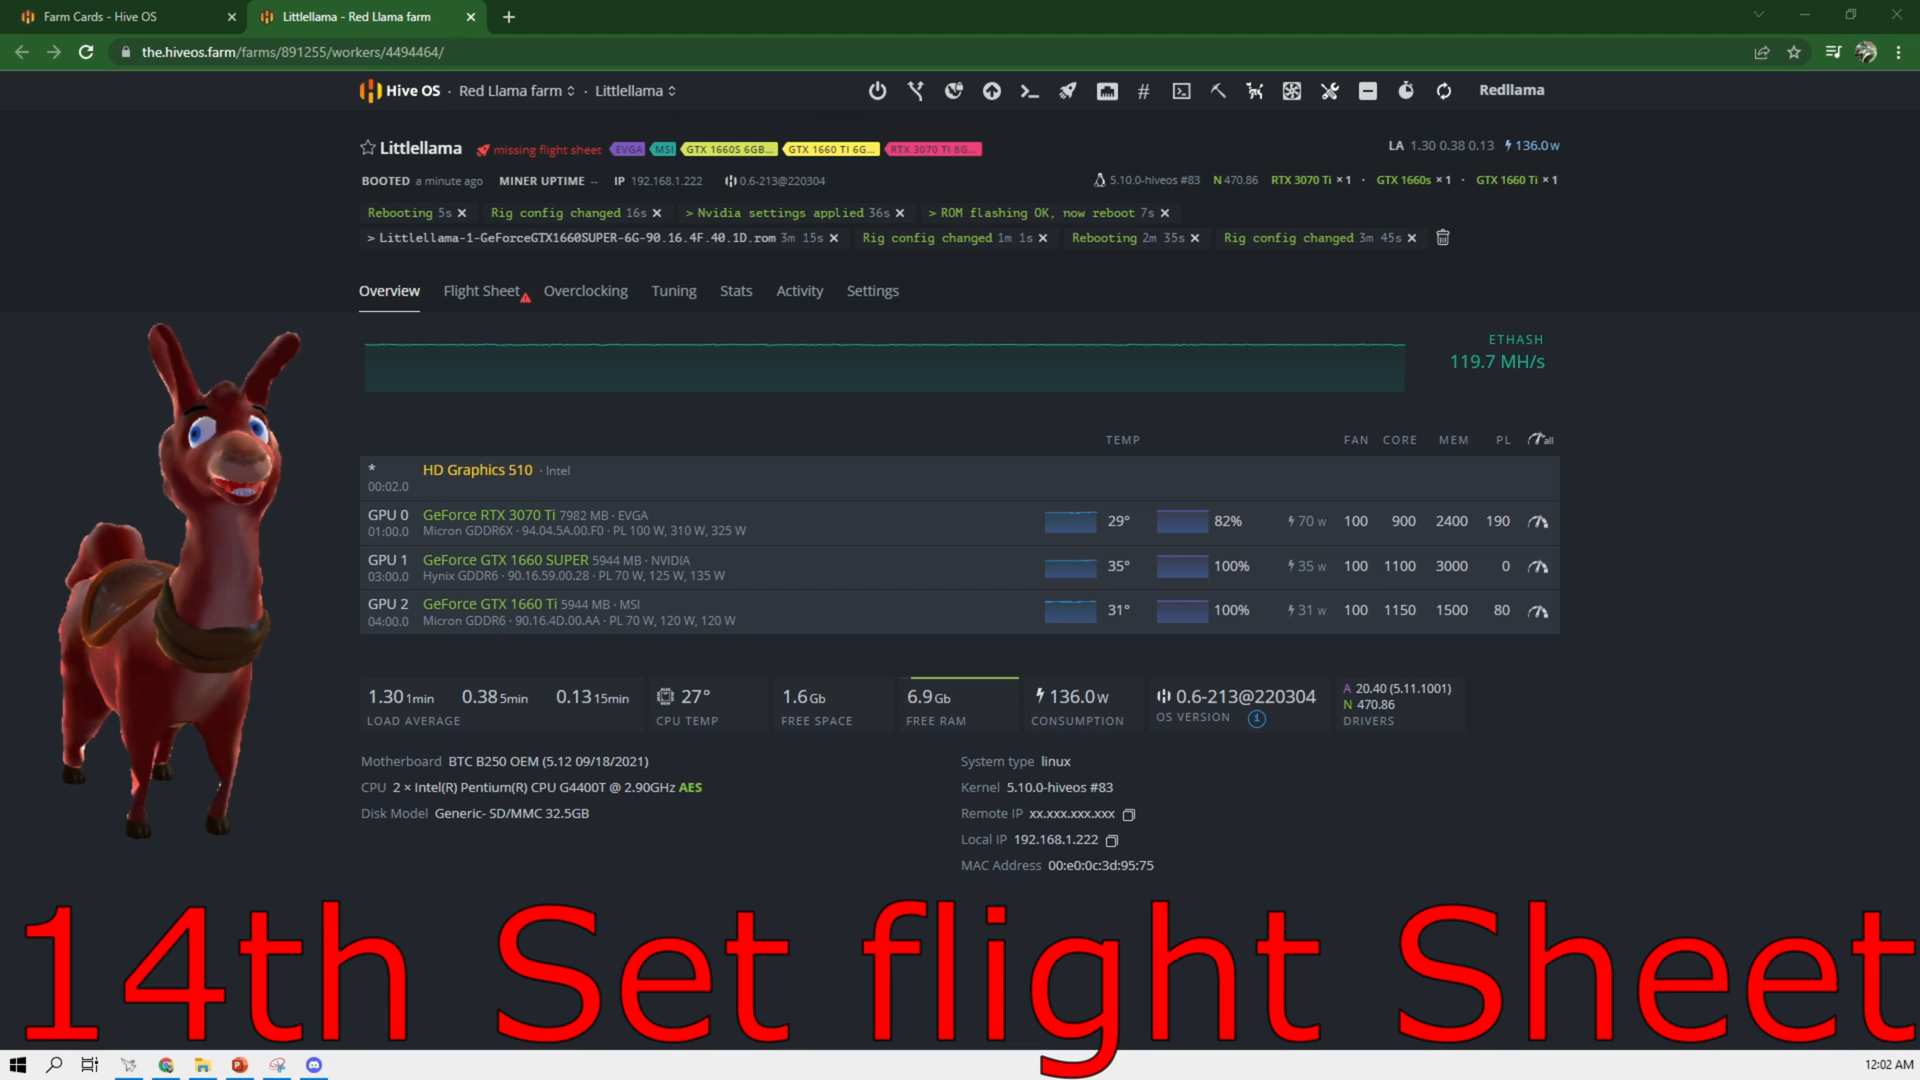 Farm Cards - Hive OS
Littlellama - Red Llama farm
the.hiveos.farm/farms/891255/workers/4494464/
Hive OS · Red Llama farm · Littlellama
Redllama
Littlellama missing flight sheet EVGA MSI GTX 1660S 6GB... GTX 1660 TI 6G... RTX 3070 TI 8G...
LA 1.30 0.38 0.13 136.0 w
BOOTED a minute ago MINER UPTIME -- IP 192.168.1.222 0.6-213@220304
5.10.0-hiveos #83 N 470.86 RTX 3070 Ti × 1 · GTX 1660s × 1 · GTX 1660 Ti × 1
Rebooting 5s Rig config changed 16s > Nvidia settings applied 36s > ROM flashing OK, now reboot 7s
> Littlellama-1-GeForceGTX1660SUPER-6G-90.16.4F.40.1D.rom 3m 15s Rig config changed 1m 1s Rebooting 2m 35s Rig config changed 3m 45s
Overview Flight Sheet Overclocking Tuning Stats Activity Settings
ETHASH
119.7 MH/s
TEMP FAN CORE MEM PL all
* HD Graphics 510 · Intel
00:02.0
GPU 0 GeForce RTX 3070 Ti 7982 MB · EVGA
01:00.0 Micron GDDR6X · 94.04.5A.00.F0 · PL 100 W, 310 W, 325 W
29° 82% 70 w 100 900 2400 190
GPU 1 GeForce GTX 1660 SUPER 5944 MB · NVIDIA
03:00.0 Hynix GDDR6 · 90.16.59.00.28 · PL 70 W, 125 W, 135 W
35° 100% 35 w 100 1100 3000 0
GPU 2 GeForce GTX 1660 Ti 5944 MB · MSI
04:00.0 Micron GDDR6 · 90.16.4D.00.AA · PL 70 W, 120 W, 120 W
31° 100% 31 w 100 1150 1500 80
1.30 1min 0.38 5min 0.13 15min
LOAD AVERAGE
27°
CPU TEMP
1.6 Gb
FREE SPACE
6.9 Gb
FREE RAM
136.0 w
CONSUMPTION
0.6-213@220304
OS VERSION
A 20.40 (5.11.1001)
N 470.86
DRIVERS
Motherboard BTC B250 OEM (5.12 09/18/2021)
CPU 2 × Intel(R) Pentium(R) CPU G4400T @ 2.90GHz AES
Disk Model Generic- SD/MMC 32.5GB
System type linux
Kernel 5.10.0-hiveos #83
Remote IP xx.xxx.xxx.xxx
Local IP 192.168.1.222
MAC Address 00:e0:0c:3d:95:75
14th Set flight Sheet
12:02 AM